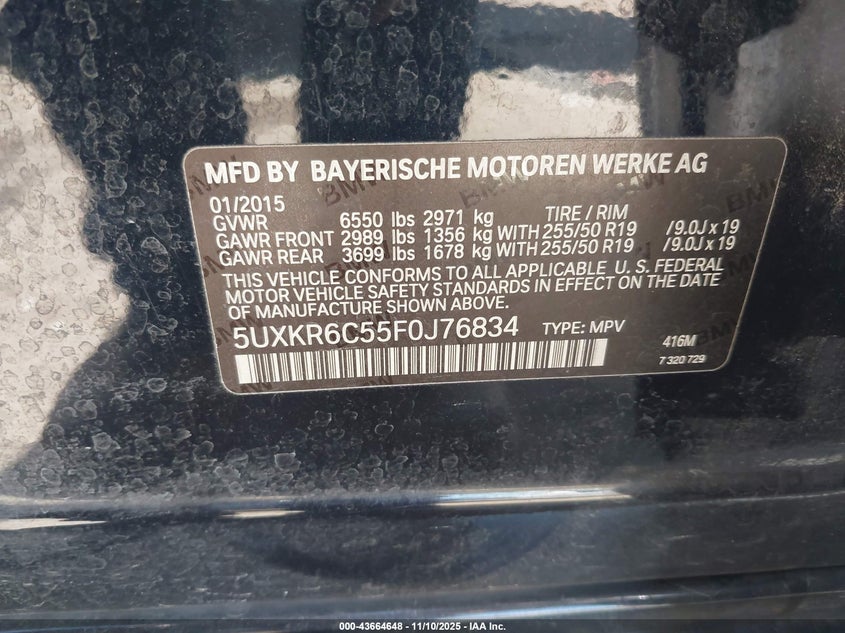 MFD BY BAYERISCHE MOTOREN WERKE AG
01/2015
GVWR 6550 lbs 2971 kg TIRE / RIM
GAWR FRONT 2989 lbs 1356 kg WITH 255/50 R19 /9.0J x 19
GAWR REAR 3699 lbs 1678 kg WITH 255/50 R19 /9.0J x 19
THIS VEHICLE CONFORMS TO ALL APPLICABLE U. S. FEDERAL
MOTOR VEHICLE SAFETY STANDARDS IN EFFECT ON THE DATE
OF MANUFACTURE SHOWN ABOVE.
5UXKR6C55F0J76834 TYPE: MPV 416M
7 320 729
000-43664648 - 11/10/2025 - IAA Inc.